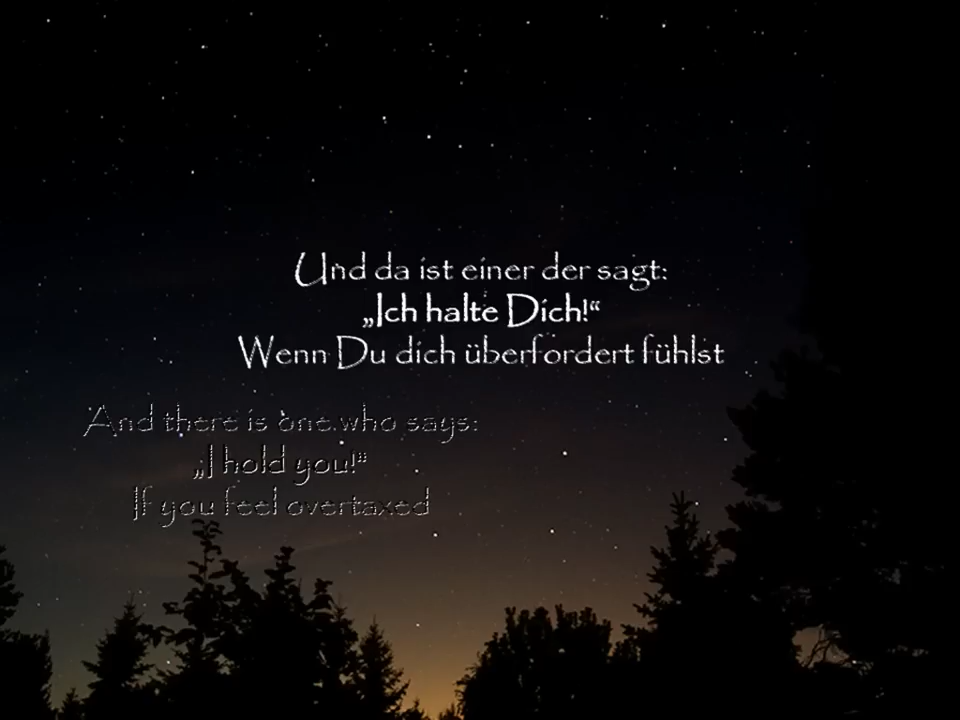 Und da ist einer der sagt:
„Ich halte Dich!“
Wenn Du dich überfordert fühlst
And there is one who says:
„I hold you!“
If you feel overtaxed